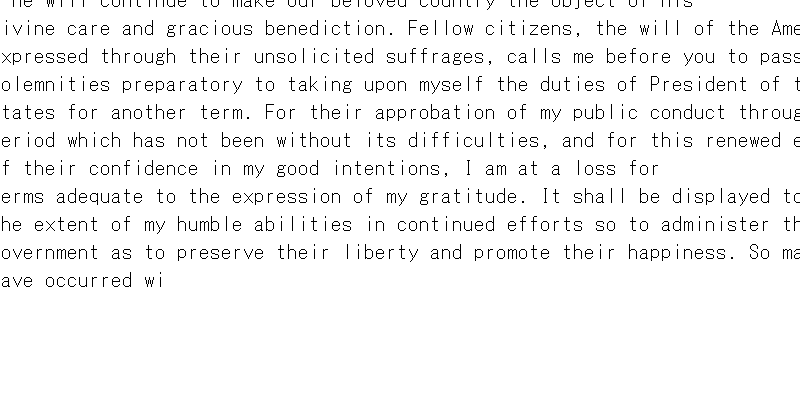 he will continue to make our beloved country the object of His
ivine care and gracious benediction. Fellow citizens, the will of the Ame
xpressed through their unsolicited suffrages, calls me before you to pass
olemnities preparatory to taking upon myself the duties of President of t
tates for another term. For their approbation of my public conduct throug
eriod which has not been without its difficulties, and for this renewed e
f their confidence in my good intentions, I am at a loss for
erms adequate to the expression of my gratitude. It shall be displayed to
he extent of my humble abilities in continued efforts so to administer th
overnment as to preserve their liberty and promote their happiness. So ma
ave occurred wi